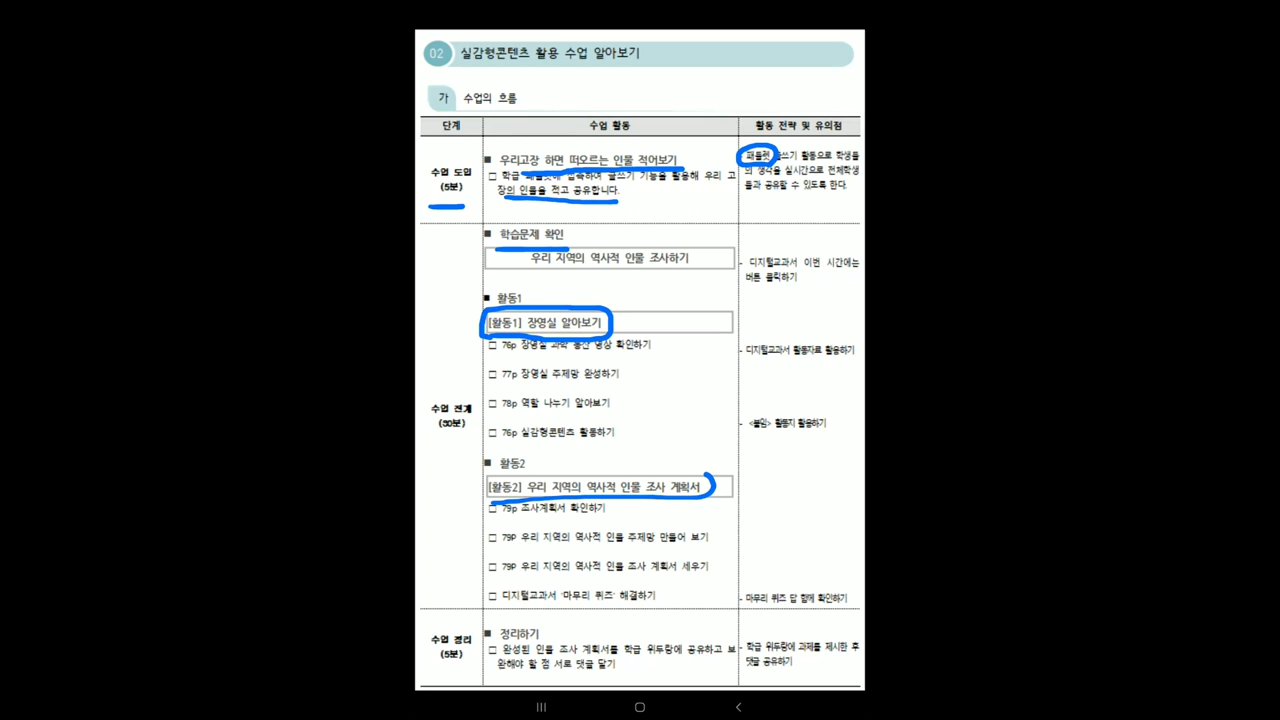 02 실감형콘텐츠 활용 수업 알아보기
가 수업의 흐름
단계 수업 활동 활동 전략 및 유의점
수업 도입
(5분)
■ 우리고장 하면 떠오르는 인물 적어보기
□ 학급 패들렛에 접속하여 글쓰기 기능을 활용해 우리 고
장의 인물을 적고 공유합니다.
패들렛 글쓰기 활동으로 학생들
의 생각을 실시간으로 전체학생
들과 공유할 수 있도록 한다.
수업 전개
(30분)
■ 학습문제 확인
우리 지역의 역사적 인물 조사하기
- 디지털교과서 이번 시간에는
버튼 클릭하기
■ 활동1
[활동1] 장영실 알아보기
□ 76p 장영실 과학 동산 영상 확인하기
- 디지털교과서 활동자료 활용하기
□ 77p 장영실 주제망 완성하기
□ 78p 역할 나누기 알아보기
- <붙임> 활동지 활용하기
□ 76p 실감형콘텐츠 활동하기
■ 활동2
[활동2] 우리 지역의 역사적 인물 조사 계획서
□ 79p 조사계획서 확인하기
□ 79P 우리 지역의 역사적 인물 주제망 만들어 보기
□ 79P 우리 지역의 역사적 인물 조사 계획서 세우기
□ 디지털교과서 '마무리 퀴즈' 해결하기
- 마무리 퀴즈 답 함께 확인하기
수업 정리
(5분)
■ 정리하기
□ 완성된 인물 조사 계획서를 학급 위두랑에 공유하고 보
완해야 할 점 서로 댓글 달기
- 학급 위두랑에 과제를 제시한 후
댓글 공유하기